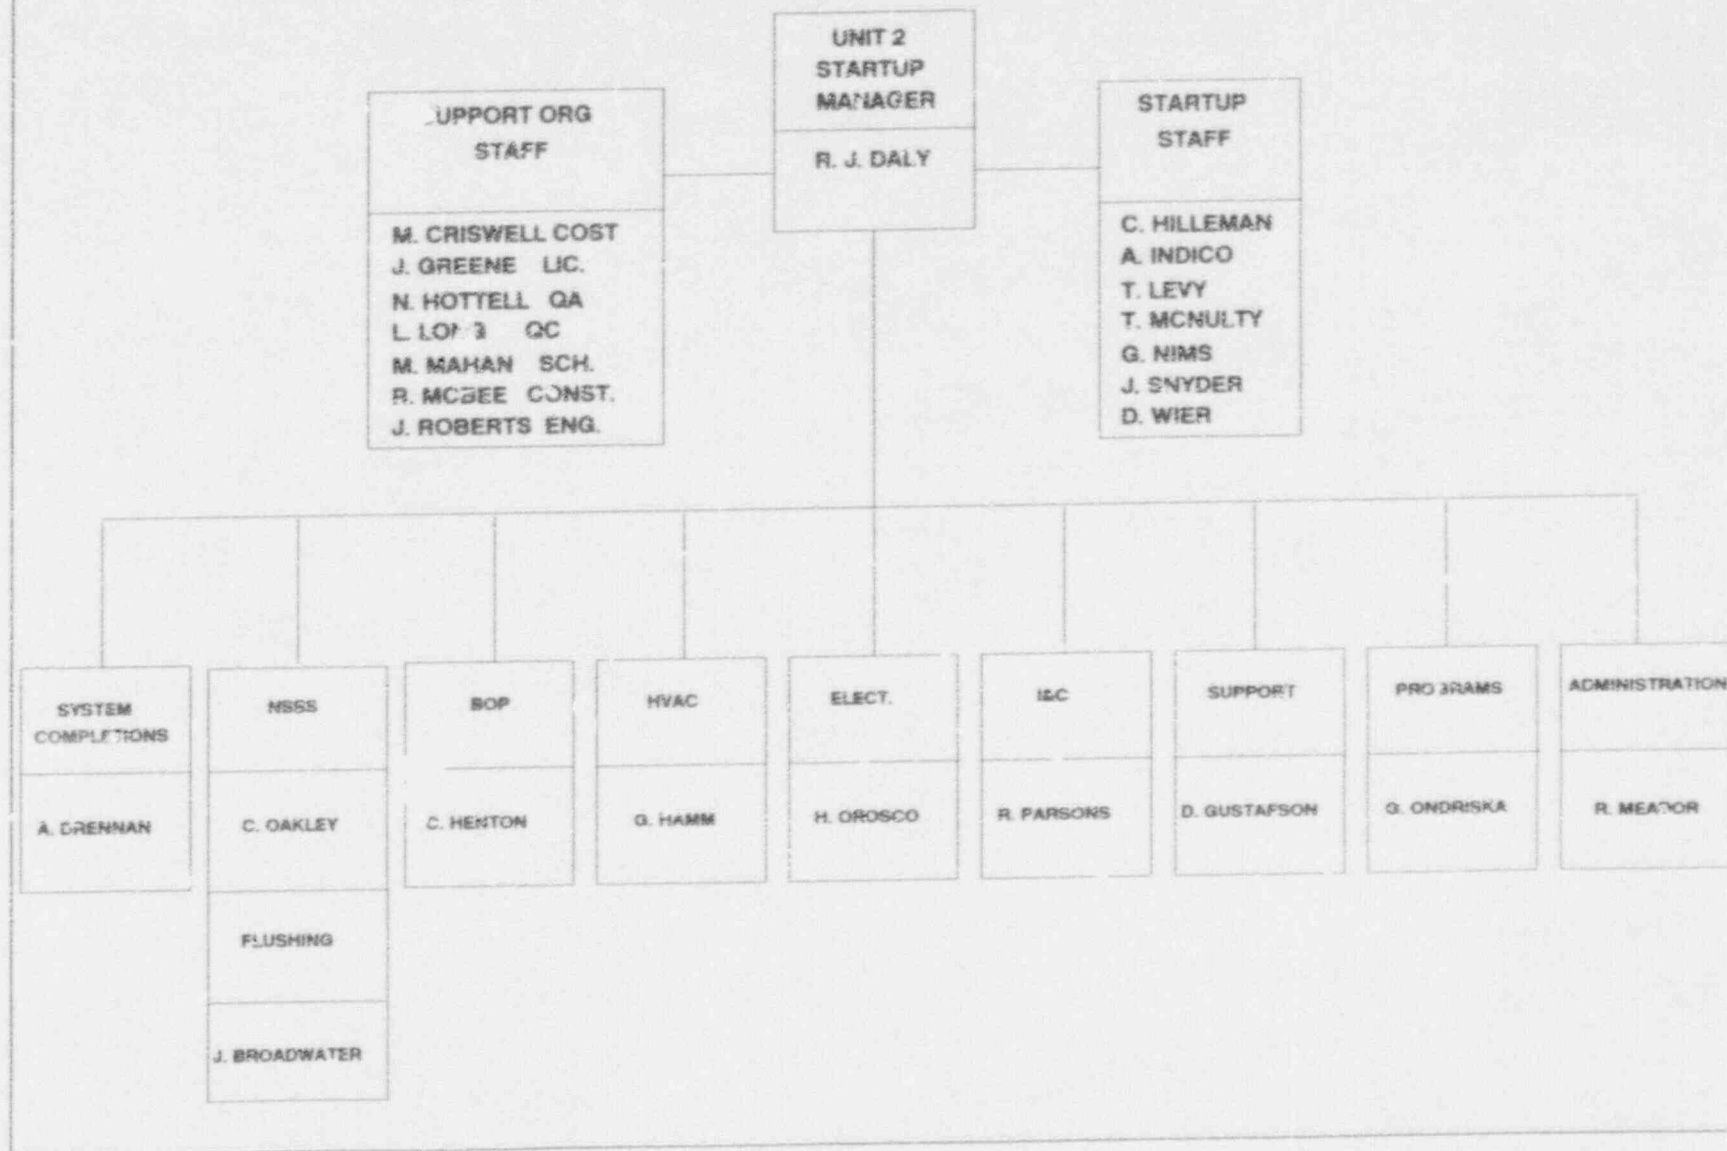 UNIT 2
STARTUP
MANAGER
R. J. DALY
UPPORT ORG
STAFF
M. CRISWELL COST
J. GREENE LIC.
N. HOTTELL QA
L. QC
M. MAHAN SCH.
R. MCBEE CONST.
J. ROBERTS ENG.
STARTUP
STAFF
C. HILLEMAN
A. INDICO
T. LEVY
T. MCNULTY
G. NIMS
J. SNYDER
D. WIER
SYSTEM
COMPLETIONS
A. DRENNAN
NSSS
C. OAKLEY
FLUSHING
J. BROADWATER
BOP
C. HENTON
HVAC
G. HAMM
ELECT.
H. OROSCO
I&C
R. PARSONS
SUPPORT
D. GUSTAFSON
PROGRAMS
G. ONDRISKA
ADMINISTRATION
R. MEADOR